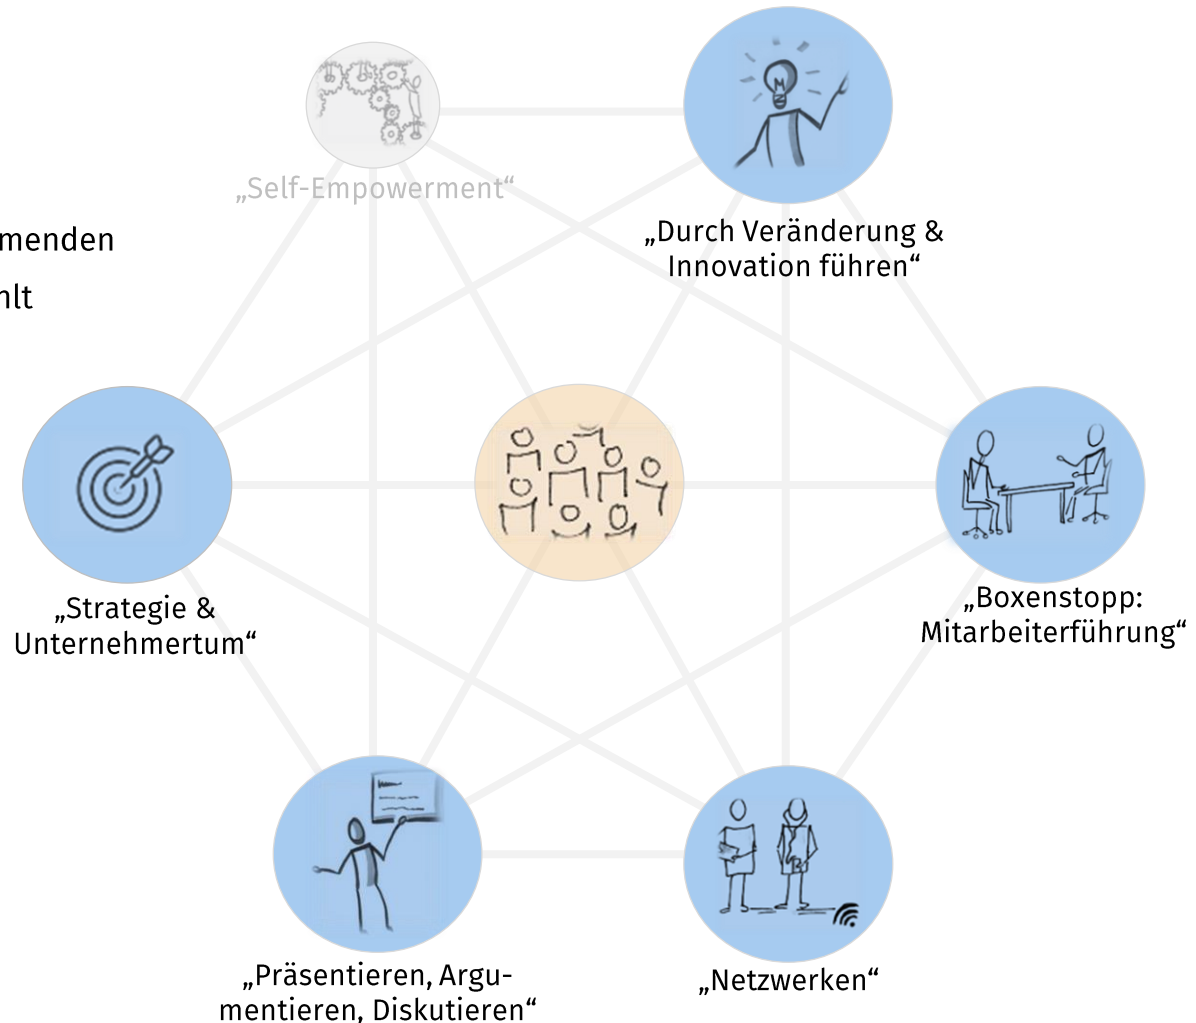 „Self-Empowerment“
„Durch Veränderung &
Innovation führen“
menden
hlt
„Strategie &
Unternehmertum“
„Boxenstopp:
Mitarbeiterführung“
„Präsentieren, Argu-
mentieren, Diskutieren“
„Netzwerken“